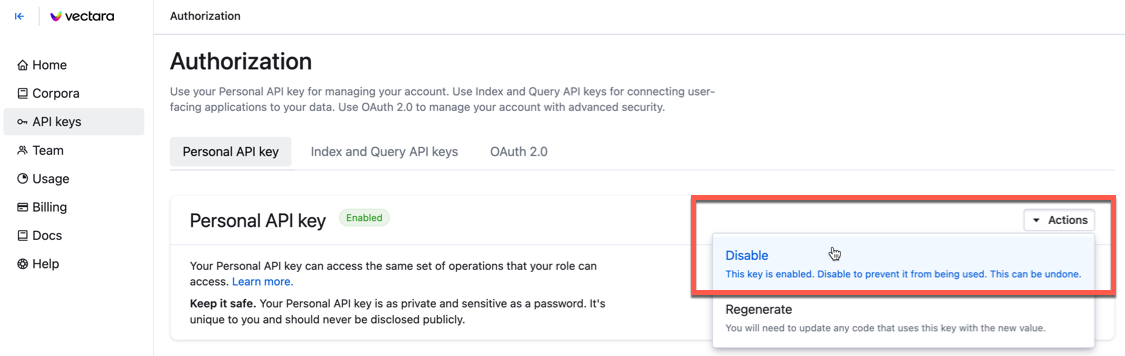 vectara
Authorization
Home
Corpora
API keys
Team
Usage
Billing
Docs
Help
Authorization
Use your Personal API key for managing your account. Use Index and Query API keys for connecting user-
facing applications to your data. Use OAuth 2.0 to manage your account with advanced security.
Personal API key
Index and Query API keys
OAuth 2.0
Personal API key
Enabled
Actions
Your Personal API key can access the same set of operations that your role can
access. Learn more.
Keep it safe. Your Personal API key is as private and sensitive as a password. It's
unique to you and should never be disclosed publicly.
Disable
This key is enabled. Disable to prevent it from being used. This can be undone.
Regenerate
You will need to update any code that uses this key with the new value.